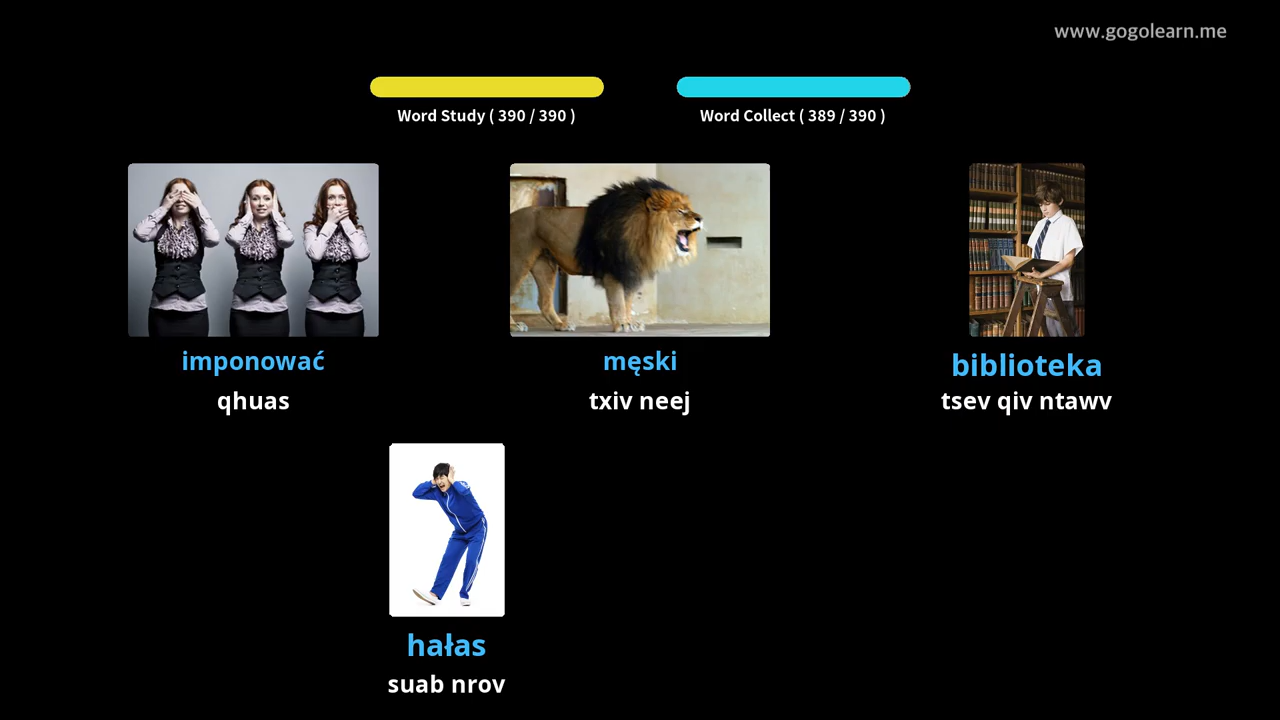 www.gogolearn.me
Word Study ( 390 / 390 )
Word Collect ( 389 / 390 )
imponować
qhuas
męski
txiv neej
biblioteka
tsev qiv ntawv
hałas
suab nrov